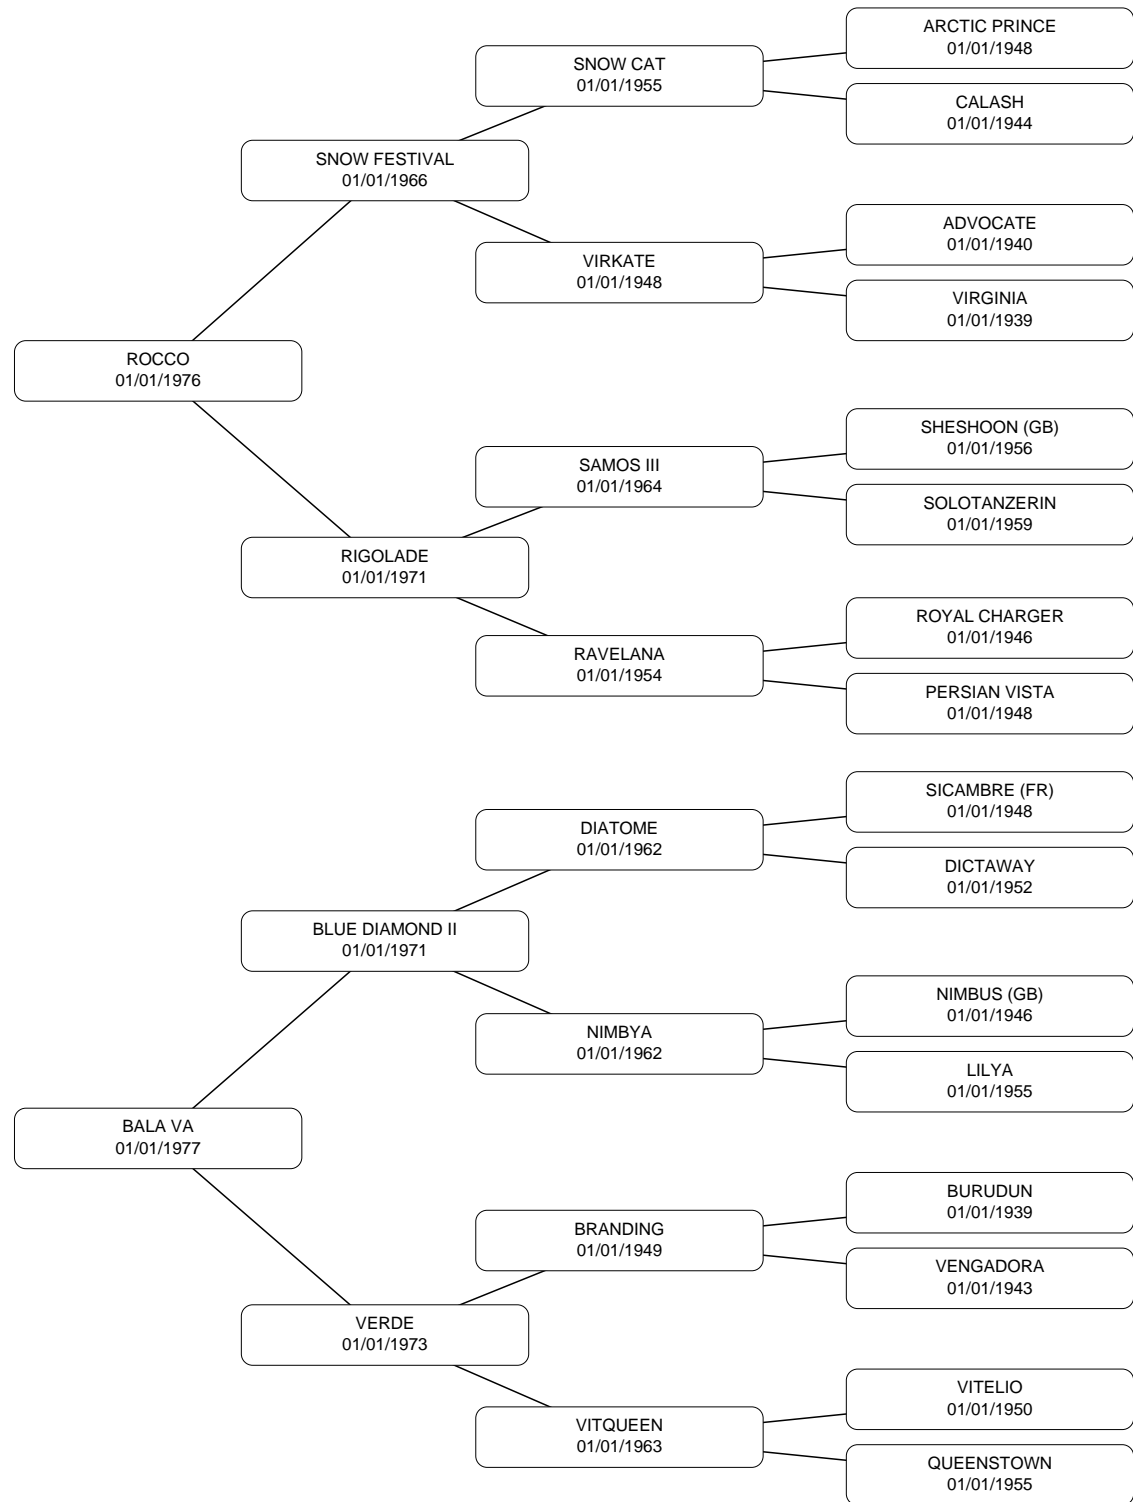 ARCTIC PRINCE
01/01/1948
SNOW CAT
01/01/1955
CALASH
01/01/1944
SNOW FESTIVAL
01/01/1966
ADVOCATE
01/01/1940
VIRKATE
01/01/1948
VIRGINIA
01/01/1939
ROCCO
01/01/1976
SHESHOON (GB)
01/01/1956
SAMOS III
01/01/1964
SOLOTANZERIN
01/01/1959
RIGOLADE
01/01/1971
ROYAL CHARGER
01/01/1946
RAVELANA
01/01/1954
PERSIAN VISTA
01/01/1948
SICAMBRE (FR)
01/01/1948
DIATOME
01/01/1962
DICTAWAY
01/01/1952
BLUE DIAMOND II
01/01/1971
NIMBUS (GB)
01/01/1946
NIMBYA
01/01/1962
LILYA
01/01/1955
BALA VA
01/01/1977
BURUDUN
01/01/1939
BRANDING
01/01/1949
VENGADORA
01/01/1943
VERDE
01/01/1973
VITELIO
01/01/1950
VITQUEEN
01/01/1963
QUEENSTOWN
01/01/1955